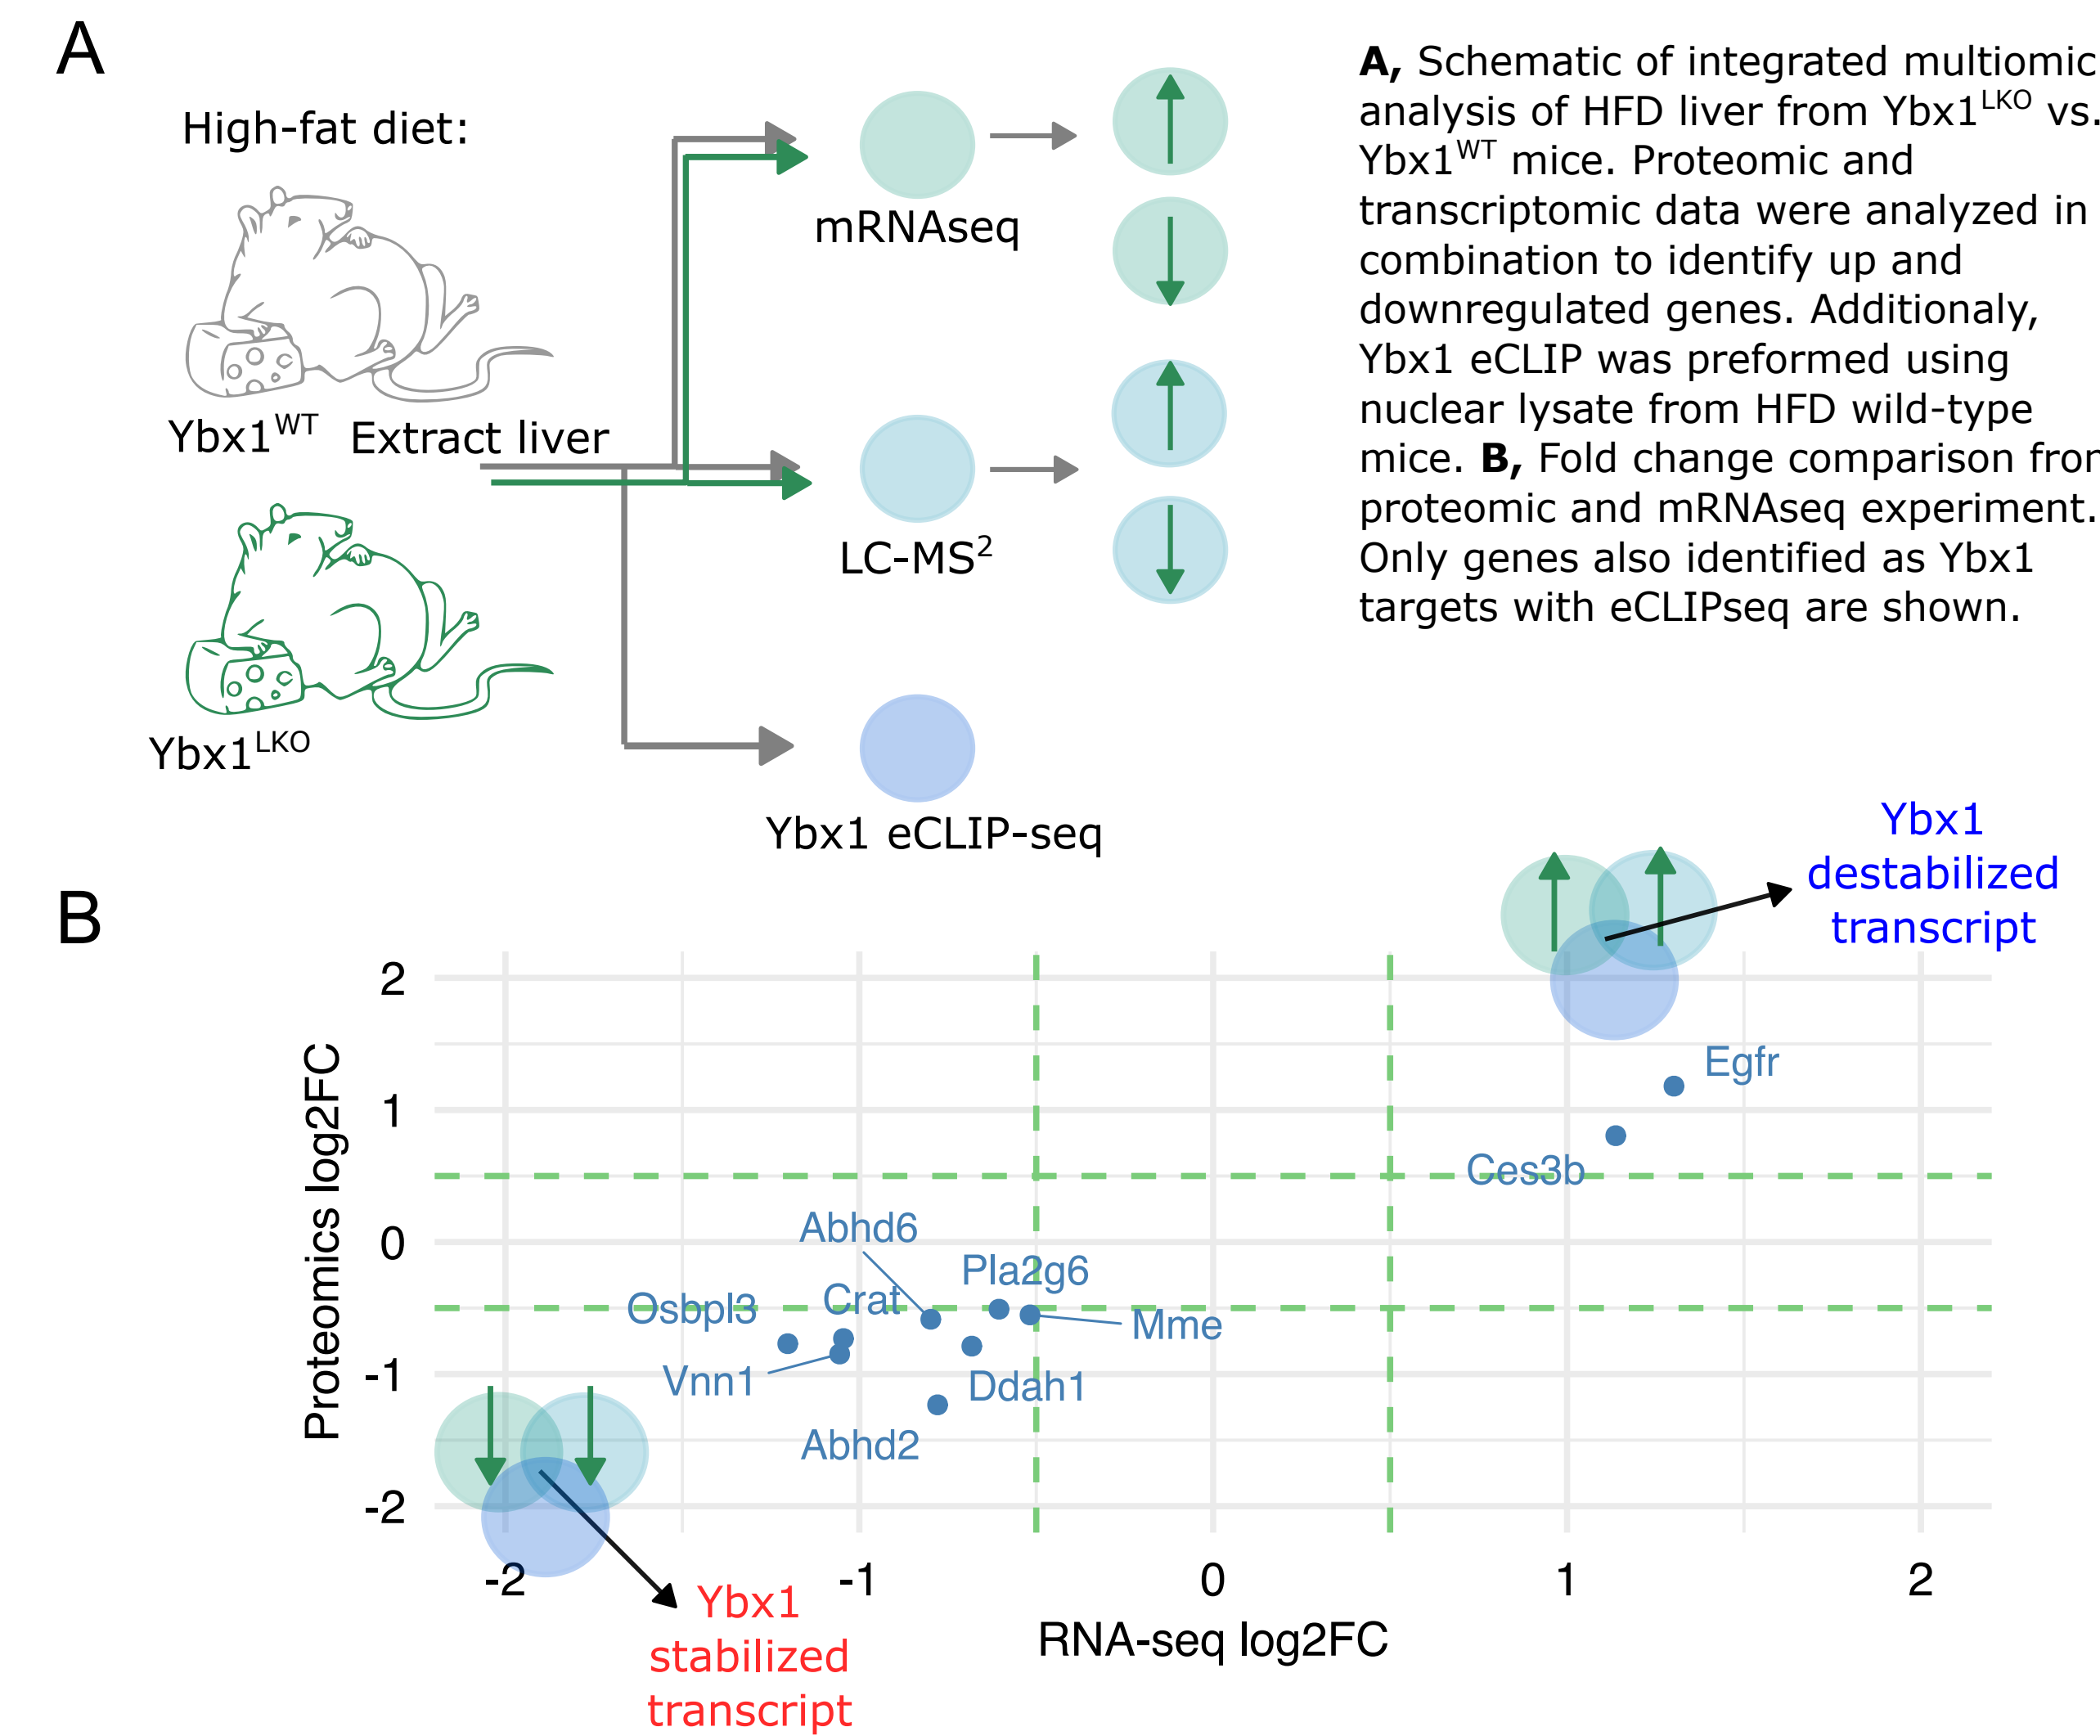 A
High-fat diet:
Ybx1WT
Extract liver
Ybx1LKO
mRNAseq
LC-MS2
Ybx1 eCLIP-seq
A, Schematic of integrated multiomic
analysis of HFD liver from Ybx1LKO vs.
Ybx1WT mice. Proteomic and
transcriptomic data were analyzed in
combination to identify up and
downregulated genes. Additionaly,
Ybx1 eCLIP was preformed using
nuclear lysate from HFD wild-type
mice. B, Fold change comparison from
proteomic and mRNAseq experiment.
Only genes also identified as Ybx1
targets with eCLIPseq are shown.
B
Ybx1
destabilized
transcript
Proteomics log2FC
2
1
0
-1
-2
Egfr
Ces3b
Abhd6
Pla2g6
Crat
Osbpl3
Mme
Vnn1
Ddah1
Abhd2
-2
-1
0
1
2
RNA-seq log2FC
Ybx1
stabilized
transcript